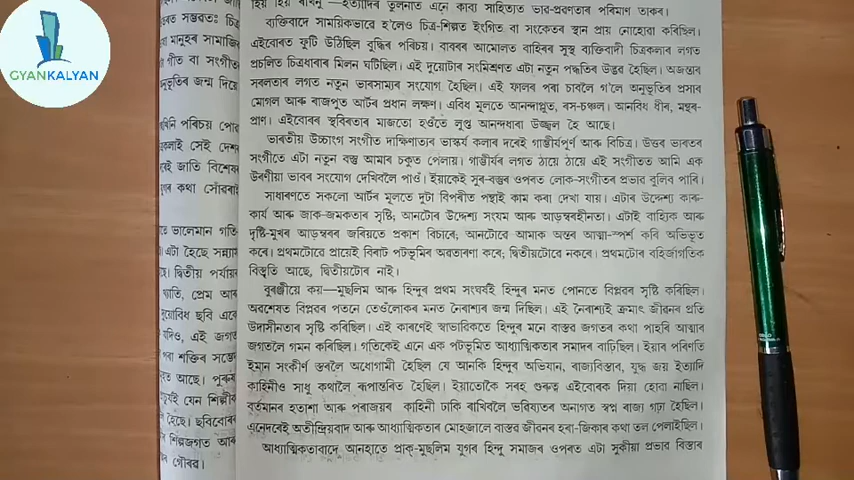 GYANKALYAN
হিয়া হিয়া ৰাখনু —ইত্যাদিৰ তুলনাত এনে কাব্য সাহিত্যত ভাৱ-প্ৰৱণতাৰ পৰিমাণ তাকৰ।
ব্যক্তিবাদে সাময়িকভাৱে হ'লেও চিত্ৰ-শিল্পত ইংগিত বা সংকেতৰ স্থান প্ৰায় নোহোৱা কৰিছিল।
এইবোৰত ফুটি উঠিছিল বুদ্ধিৰ পৰিচয়। বাবৰৰ আমোলত বাহিৰৰ সুস্থ ব্যক্তিবাদী চিত্ৰকলাৰ লগত
প্ৰচলিত চিত্ৰধাৰাৰ মিলন ঘটিছিল। এই দুয়োটাৰ সংমিশ্ৰণত এটা নতুন পদ্ধতিৰ উদ্ভৱ হৈছিল। অজন্তাৰ
সৰলতাৰ লগত নতুন ভাৰসাম্যৰ সংযোগ হৈছিল। এই ফালৰ পৰা চাবলৈ গ'লে অনুভূতিৰ প্ৰসাৰ
মোগল আৰু ৰাজপুত আৰ্টৰ প্ৰধান লক্ষণ। এবিধ মূলতে আনন্দাপ্লুত, ৰস-চঞ্চল। আনবিধ ধীৰ, মন্থৰ-
প্ৰাণ। এইবোৰে স্থবিৰতাৰ মাজতো হঠতে লুপ্ত আনন্দধাৰা উজ্জ্বল হৈ আছে।
ভাৰতীয় উচ্চাংগ সংগীত দাক্ষিণাত্যৰ ভাস্কৰ্য কলাৰ দৰেই গাম্ভীৰ্যপূৰ্ণ আৰু বিচিত্ৰ। উত্তৰ ভাৰতৰ
সংগীতে এটা নতুন বস্তু আমাৰ চকুত পেলায়। গাম্ভীৰ্যৰ লগত ঠায়ে ঠায়ে এই সংগীতত আমি এক
উৰণীয়া ভাবৰ সংযোগ দেখিবলৈ পাওঁ। ইয়াকেই সুৰ-বস্তুৰ ওপৰত লোক-সংগীতৰ প্ৰভাৱ বুলিব পাৰি।
সাধাৰণতে সকলো আৰ্টৰ মূলতে দুটা বিপৰীত পন্থাই কাম কৰা দেখা যায়। এটাৰ উদ্দেশ্য কাৰু-
কাৰ্য আৰু জাক-জমকতাৰ সৃষ্টি; আনটোৰ উদ্দেশ্য সংযম আৰু আড়ম্বৰহীনতা। এটাই বাহ্যিক আৰু
দৃষ্টি-মুখৰ আড়ম্বৰৰ জৰিয়তে প্ৰকাশ বিচাৰে; আনটোৱে আমাক অন্তৰ আত্মা-স্পৰ্শ কৰি অভিভূত
কৰে। প্ৰথমটোৱে প্ৰায়েই বিৰাট পটভূমিৰ অৱতাৰণা কৰে; দ্বিতীয়টোৱে নকৰে। প্ৰথমটোৰ বহিৰ্জাগতিক
বিস্তৃতি আছে, দ্বিতীয়টোৰ নাই।
বুৰঞ্জীয়ে কয়—মুছলিম আৰু হিন্দুৰ প্ৰথম সংঘৰ্ষই হিন্দুৰ মনত পোনতে বিপ্লৱৰ সৃষ্টি কৰিছিল।
অৱশেষত বিপ্লৱৰ পতনে তেওঁলোকৰ মনত নৈৰাশ্যৰ জন্ম দিছিল। এই নৈৰাশ্যই ক্ৰমাৎ জীৱনৰ প্ৰতি
উদাসীনতাৰ সৃষ্টি কৰিছিল। এই কাৰণেই স্বাভাৱিকতে হিন্দুৰ মনে বাস্তৱ জগতৰ কথা পাহৰি আত্মাৰ
জগতলৈ গমন কৰিছিল। গতিকেই এনে এক পটভূমিত আধ্যাত্মিকতাৰ সমাদৰ বাঢ়িছিল। ইয়াৰ পৰিণতি
ইমান সংকীৰ্ণ স্তৰলৈ অধোগামী হৈছিল যে আনকি হিন্দুৰ অভিযান, ৰাজ্যবিস্তাৰ, যুদ্ধ জয় ইত্যাদি
কাহিনীও সাধু কথালৈ ৰূপান্তৰিত হৈছিল। ইয়াতোকৈ সৰহ গুৰুত্ব এইবোৰক দিয়া হোৱা নাছিল।
বৰ্তমানৰ হতাশা আৰু পৰাজয়ৰ কাহিনী ঢাকি ৰাখিবলৈ ভৱিষ্যতৰ অনাগত স্বপ্ন ৰাজ্য গঢ়া হৈছিল।
এনেদৰেই অতীন্দ্ৰিয়বাদ আৰু আধ্যাত্মিকতাৰ মোহজালে বাস্তৱ জীৱনৰ হৰা-জিকাৰ কথা তল পেলাইছিল।
আধ্যাত্মিকতাবাদে আনহাতে প্ৰাক্-মুছলিম যুগৰ হিন্দু সমাজৰ ওপৰত এটা সুকীয়া প্ৰভাৱ বিস্তাৰ